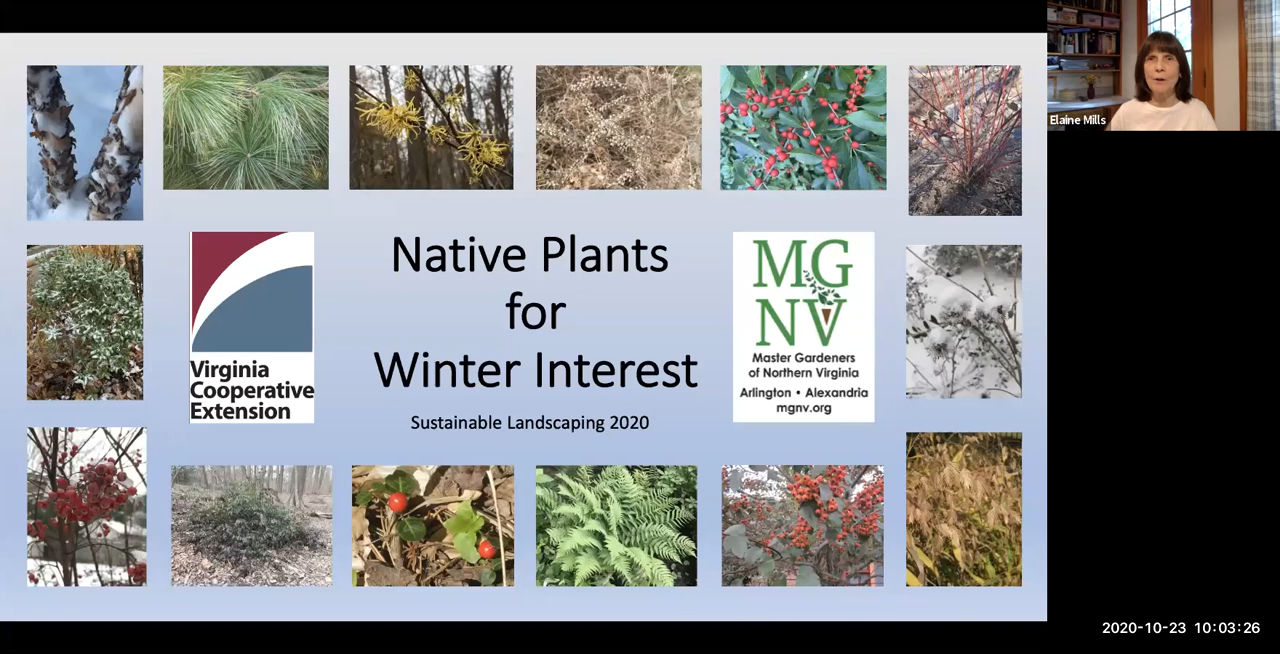 Elaine Mills
Native Plants
for
Winter Interest
Sustainable Landscaping 2020
Virginia
Cooperative
Extension
MG
NV
Master Gardeners
of Northern Virginia
Arlington • Alexandria
mgnv.org
2020-10-23 10:03:26